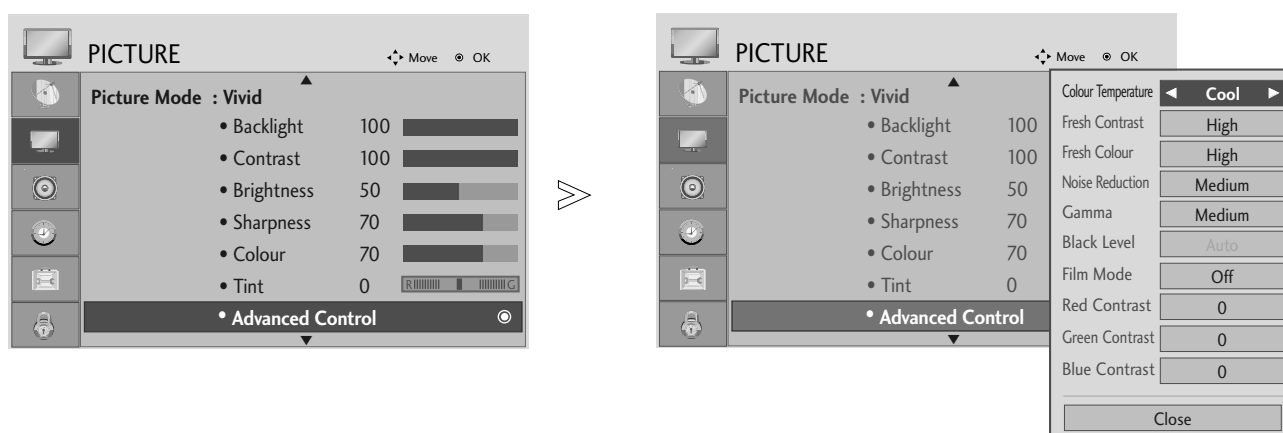 PICTURE
Move OK
Picture Mode : Vivid
• Backlight 100
• Contrast 100
• Brightness 50
• Sharpness 70
• Colour 70
• Tint 0 R G
• Advanced Control
PICTURE
Move OK
Picture Mode : Vivid
• Backlight 100
• Contrast 100
• Brightness 50
• Sharpness 70
• Colour 70
• Tint 0
• Advanced Control
Colour Temperature ◄ Cool ►
Fresh Contrast High
Fresh Colour High
Noise Reduction Medium
Gamma Medium
Black Level Auto
Film Mode Off
Red Contrast 0
Green Contrast 0
Blue Contrast 0
Close